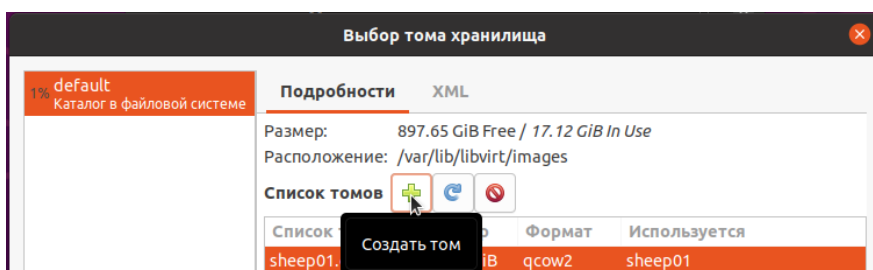 Выбор тома хранилища
1% default
Каталог в файловой системе
Подробности XML
Размер: 897.65 GiB Free / 17.12 GiB In Use
Расположение: /var/lib/libvirt/images
Список томов
Список Формат Используется
Создать том
sheep01. iB qcow2 sheep01